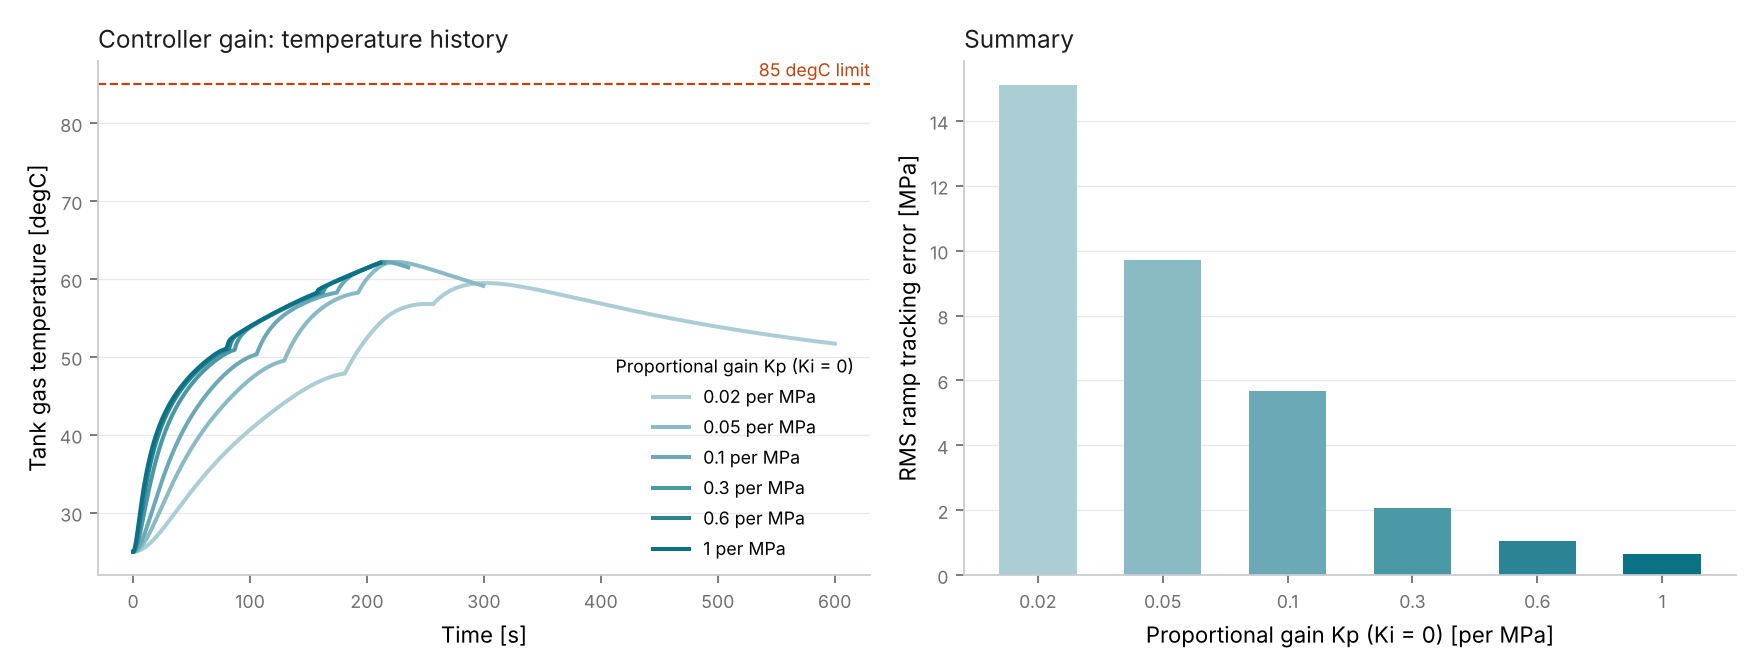 Controller gain: temperature history
85 degC limit
Tank gas temperature [degC]
80
70
60
50
40
30
Proportional gain Kp (Ki = 0)
0.02 per MPa
0.05 per MPa
0.1 per MPa
0.3 per MPa
0.6 per MPa
1 per MPa
0
100
200
300
400
500
600
Time [s]
Summary
RMS ramp tracking error [MPa]
14
12
10
8
6
4
2
0
0.02
0.05
0.1
0.3
0.6
1
Proportional gain Kp (Ki = 0) [per MPa]